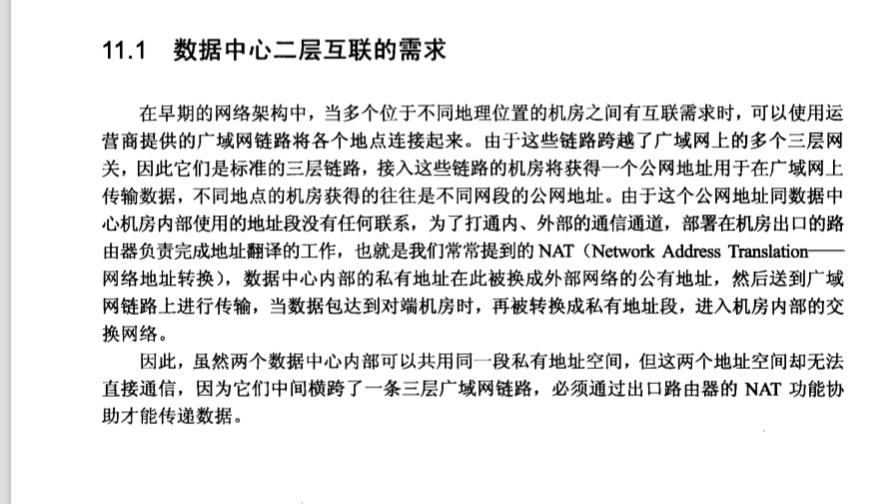 11.1 数据中心二层互联的需求
在早期的网络架构中，当多个位于不同地理位置的机房之间有互联需求时，可以使用运
营商提供的广域网链路将各个地点连接起来。由于这些链路跨越了广域网上的多个三层网
关，因此它们是标准的三层链路，接入这些链路的机房将获得一个公网地址用于在广域网上
传输数据，不同地点的机房获得的往往是不同网段的公网地址。由于这个公网地址同数据中
心机房内部使用的地址段没有任何联系，为了打通内、外部的通信通道，部署在机房出口的路
由器负责完成地址翻译的工作，也就是我们常常提到的 NAT（Network Address Translation——
网络地址转换），数据中心内部的私有地址在此被换成外部网络的公有地址，然后送到广域
网链路上进行传输，当数据包达到对端机房时，再被转换成私有地址段，进入机房内部的交
换网络。
因此，虽然两个数据中心内部可以共用同一段私有地址空间，但这两个地址空间却无法
直接通信，因为它们中间横跨了一条三层广域网链路，必须通过出口路由器的 NAT 功能协
助才能传递数据。